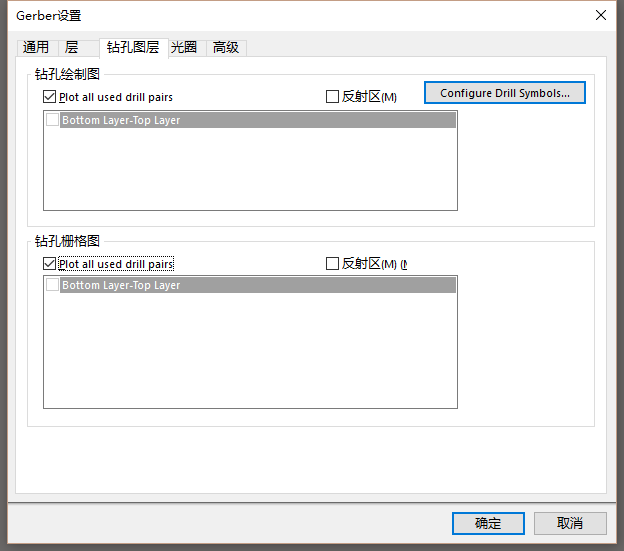 Gerber设置
通用 层 钻孔图层 光圈 高级
钻孔绘制图
Plot all used drill pairs 反射区(M) Configure Drill Symbols...
Bottom Layer-Top Layer
钻孔栅格图
Plot all used drill pairs 反射区(M) (
Bottom Layer-Top Layer
确定 取消